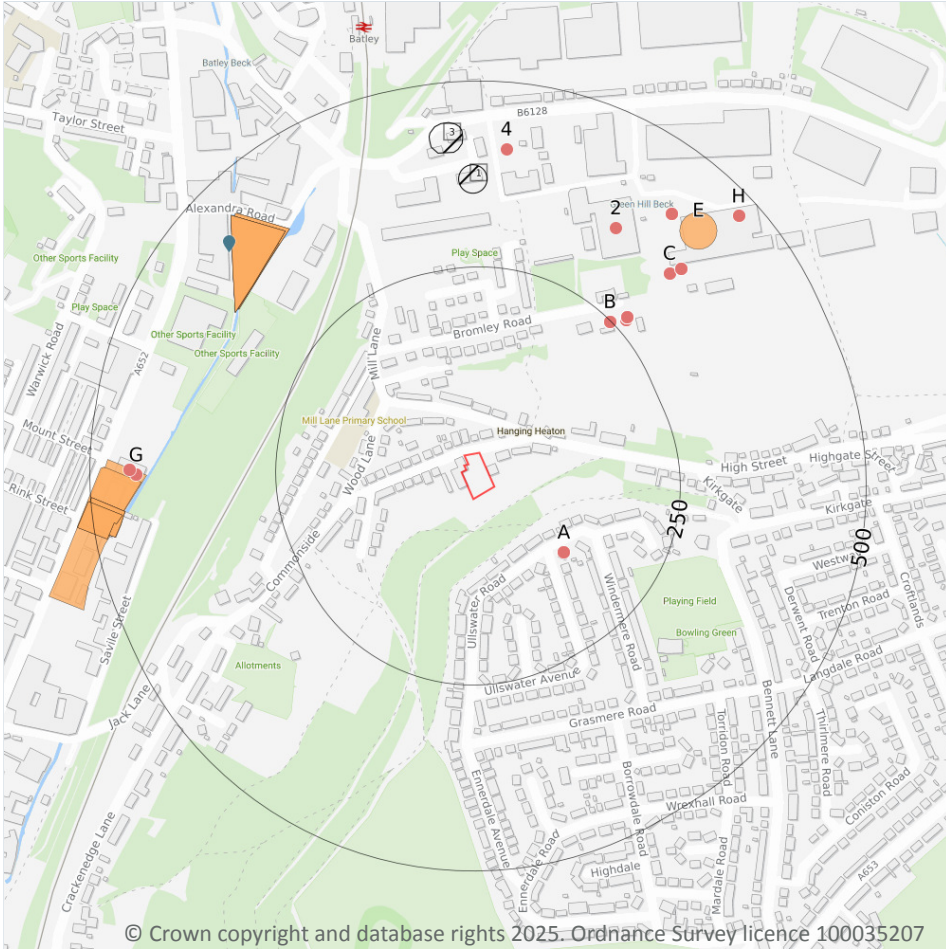 Batley
Batley Beck
B6128
Taylor Street
3
4
1
Alexandra Road
Green Hill Beck
H
E
2
Other Sports Facility
Play Space
C
Play Space
B
Other Sports Facility
Bromley Road
Other Sports Facility
Mill Lane
A652
Warwick Road
Mill Lane Primary School
Hanging Heaton
Mount Street
G
High Street
Highgate Street
Wood Lane
Kirkgate
Rink Street
Kirkgate
250
500
A
Commonside
Westw
Windermere Road
Croftlands
Ullswater Road
Playing Field
Derwent Road
Trenton Road
Savile Street
Bowling Green
Langdale Road
Allotments
Ullswater Avenue
Jack Lane
Grasmere Road
Bennett Lane
Torridon Road
Thirlmere Road
Ennerdale Avenue
Borrowdale Road
Wrexhall Road
Coniston Road
Crackenedge Lane
Ennerdale Road
Highdale
Mardale Road
A653
© Crown copyright and database rights 2025. Ordnance Survey licence 100035207